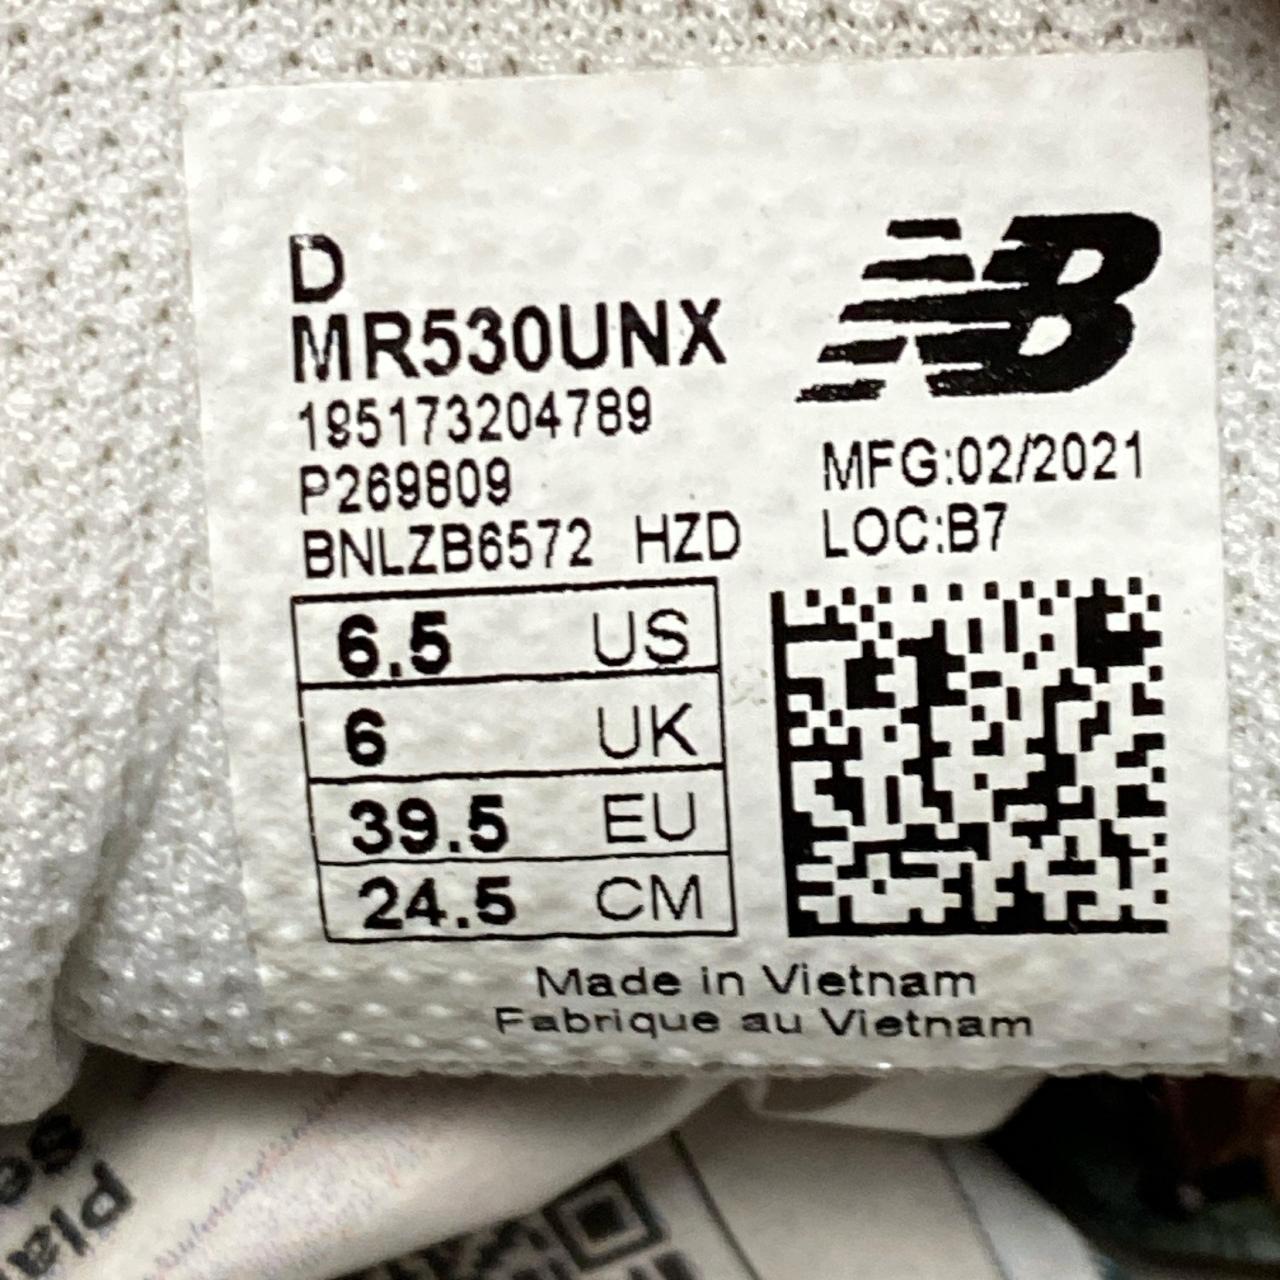 D
MR530UNX
NB
195173204789
P269809
MFG:02/2021
BNLZB6572 HZD
LOC:B7
6.5 US
6 UK
39.5 EU
24.5 CM
Made in Vietnam
Fabrique au Vietnam